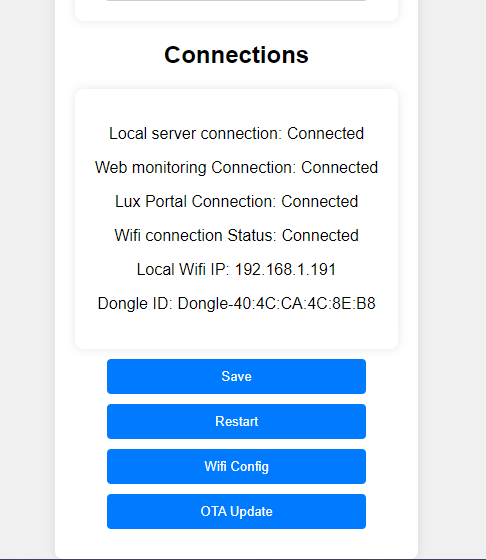 Connections
Local server connection: Connected
Web monitoring Connection: Connected
Lux Portal Connection: Connected
Wifi connection Status: Connected
Local Wifi IP: 192.168.1.191
Dongle ID: Dongle-40:4C:CA:4C:8E:B8
Save
Restart
Wifi Config
OTA Update